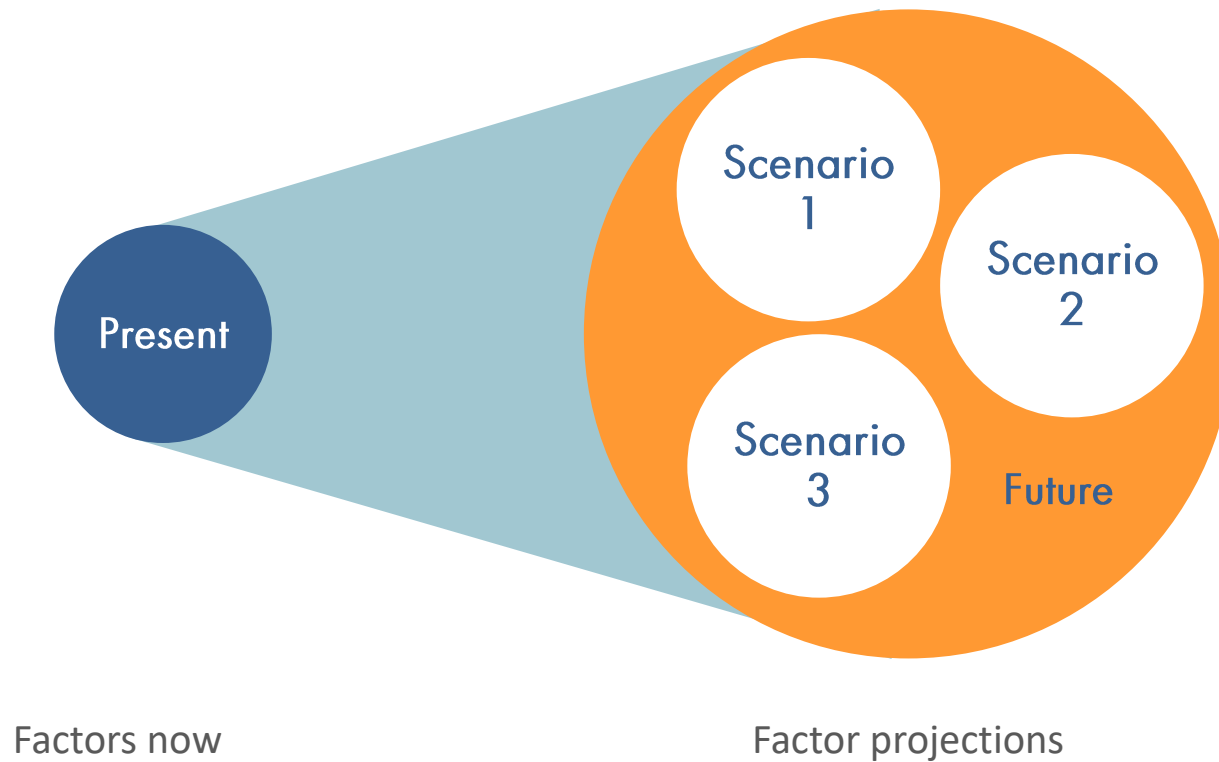 Present
Scenario
1
Scenario
2
Scenario
3
Future
Factors now
Factor projections